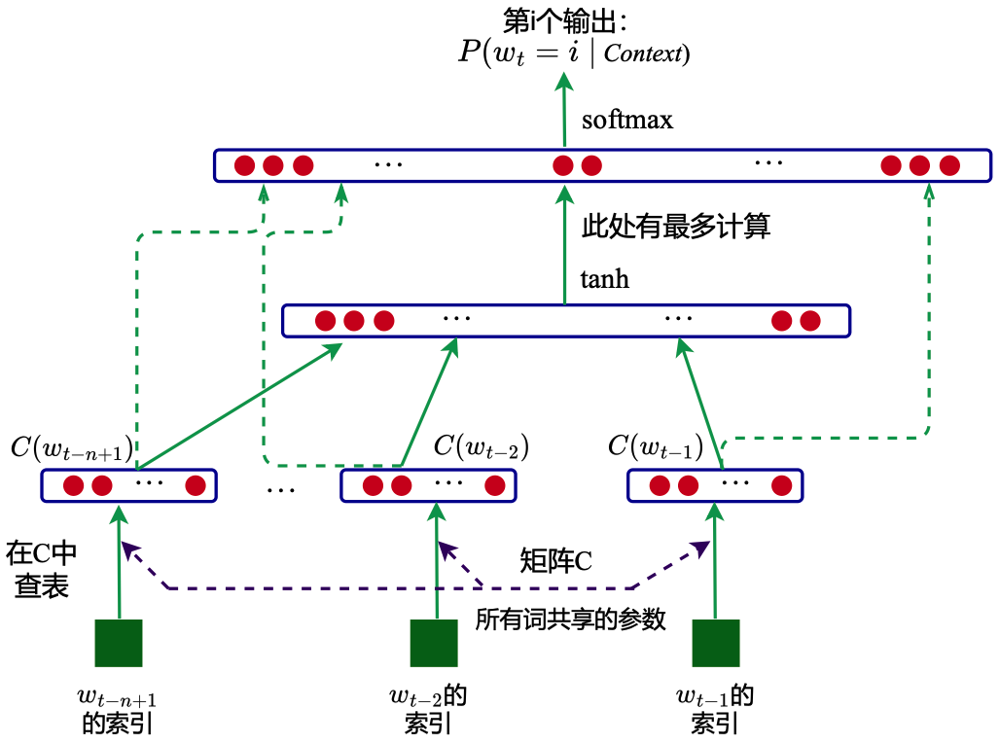 第i个输出：
P(w_t = i | Context)
softmax
...
...
此处有最多计算
tanh
...
...
C(w_{t-n+1})
C(w_{t-2})
C(w_{t-1})
...
...
...
...
在C中
查表
矩阵C
所有词共享的参数
w_{t-n+1}
的索引
w_{t-2}的
索引
w_{t-1}的
索引